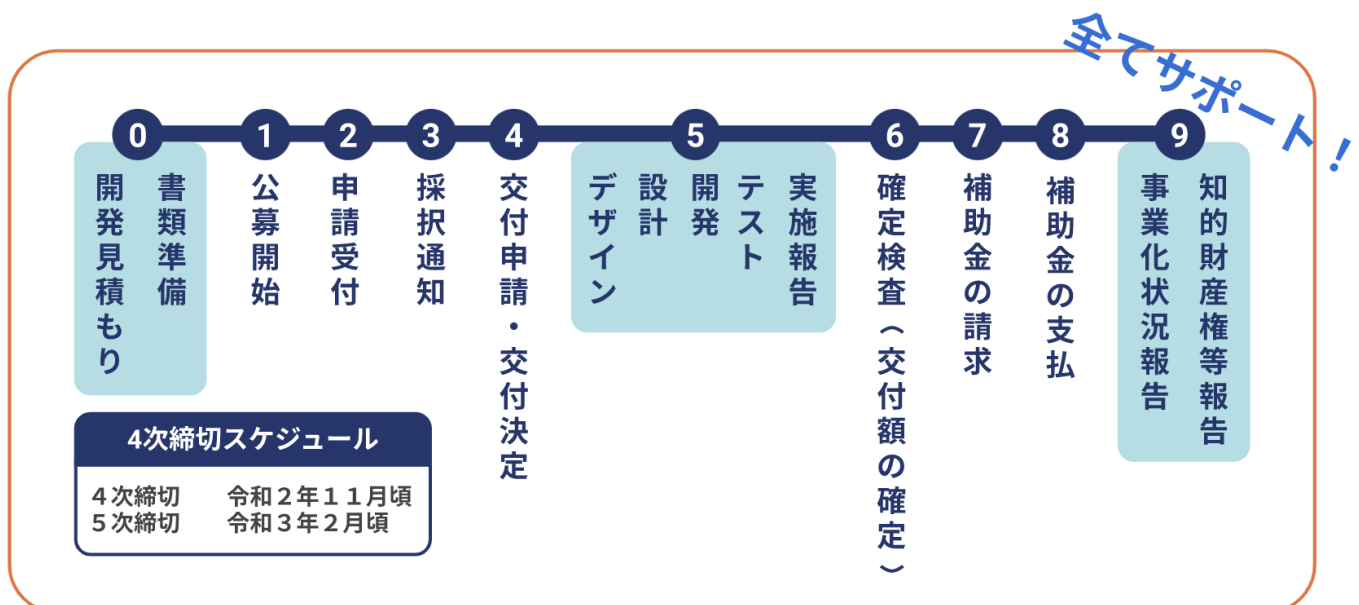 全てサポート！
0
書類準備
開発見積もり
1
公募開始
2
申請受付
3
採択通知
4
交付申請・交付決定
5
デザイン
設計
開発
テスト
実施報告
6
確定検査（交付額の確定）
7
補助金の請求
8
補助金の支払
9
知的財産権等報告
事業化状況報告
4次締切スケジュール
４次締切 令和２年１１月頃
５次締切 令和３年２月頃